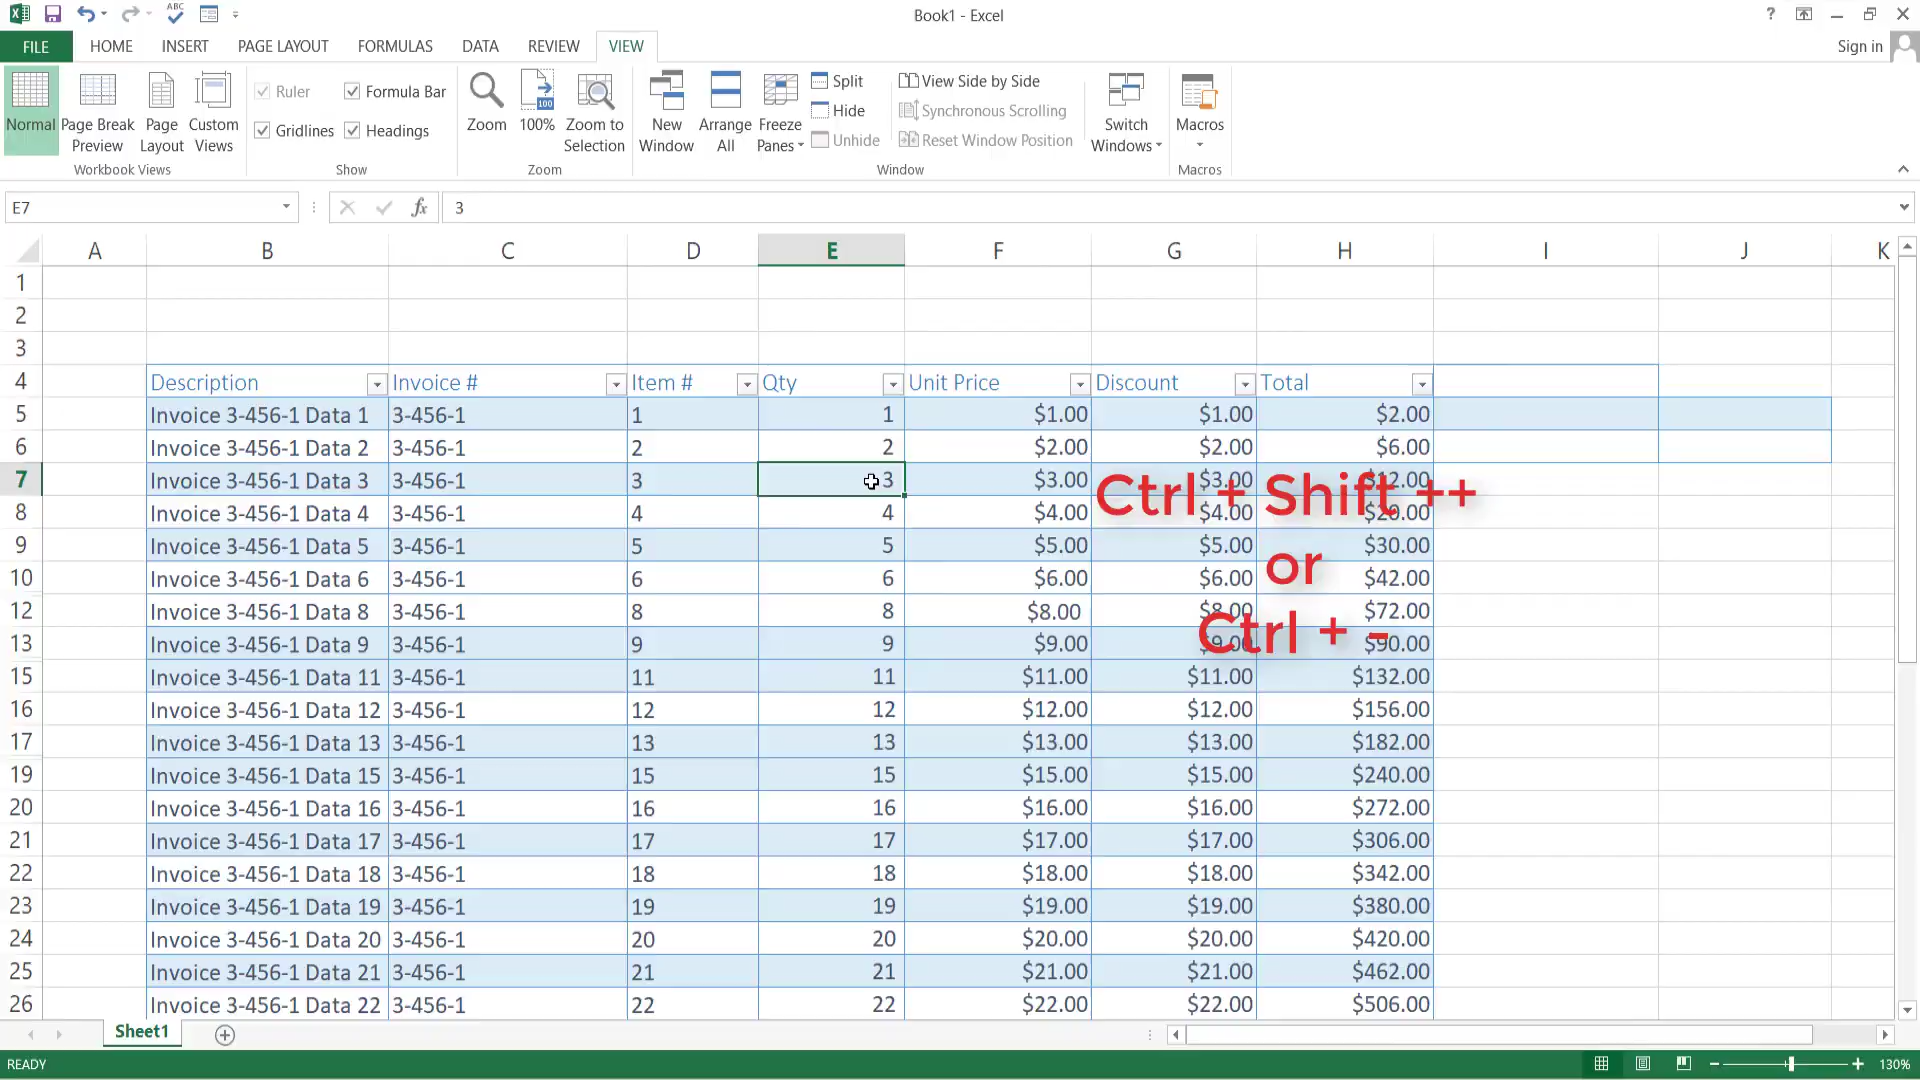 Book1 - Excel
ABC
?
FILE HOME INSERT PAGE LAYOUT FORMULAS DATA REVIEW VIEW Sign in
Normal Page Break Preview Page Layout Custom Views
Ruler Formula Bar
Gridlines Headings
Zoom 100% Zoom to Selection
100
New Window Arrange All Freeze Panes
Split
Hide
Unhide
View Side by Side
Synchronous Scrolling
Reset Window Position
Switch Windows
Macros
Workbook Views Show Zoom Window Macros
E7 fx 3
A B C D E F G H I J K
1
2
3
4 Description Invoice # Item # Qty Unit Price Discount Total
5 Invoice 3-456-1 Data 1 3-456-1 1 1 $1.00 $1.00 $2.00
6 Invoice 3-456-1 Data 2 3-456-1 2 2 $2.00 $2.00 $6.00
7 Invoice 3-456-1 Data 3 3-456-1 3 3 $3.00 $3.00 $12.00
Ctrl + Shift ++
8 Invoice 3-456-1 Data 4 3-456-1 4 4 $4.00 $4.00 $20.00
9 Invoice 3-456-1 Data 5 3-456-1 5 5 $5.00 $5.00 $30.00
or
10 Invoice 3-456-1 Data 6 3-456-1 6 6 $6.00 $6.00 $42.00
12 Invoice 3-456-1 Data 8 3-456-1 8 8 $8.00 $8.00 $72.00
Ctrl + -
13 Invoice 3-456-1 Data 9 3-456-1 9 9 $9.00 $9.00 $90.00
15 Invoice 3-456-1 Data 11 3-456-1 11 11 $11.00 $11.00 $132.00
16 Invoice 3-456-1 Data 12 3-456-1 12 12 $12.00 $12.00 $156.00
17 Invoice 3-456-1 Data 13 3-456-1 13 13 $13.00 $13.00 $182.00
19 Invoice 3-456-1 Data 15 3-456-1 15 15 $15.00 $15.00 $240.00
20 Invoice 3-456-1 Data 16 3-456-1 16 16 $16.00 $16.00 $272.00
21 Invoice 3-456-1 Data 17 3-456-1 17 17 $17.00 $17.00 $306.00
22 Invoice 3-456-1 Data 18 3-456-1 18 18 $18.00 $18.00 $342.00
23 Invoice 3-456-1 Data 19 3-456-1 19 19 $19.00 $19.00 $380.00
24 Invoice 3-456-1 Data 20 3-456-1 20 20 $20.00 $20.00 $420.00
25 Invoice 3-456-1 Data 21 3-456-1 21 21 $21.00 $21.00 $462.00
26 Invoice 3-456-1 Data 22 3-456-1 22 22 $22.00 $22.00 $506.00
Sheet1
READY 130%